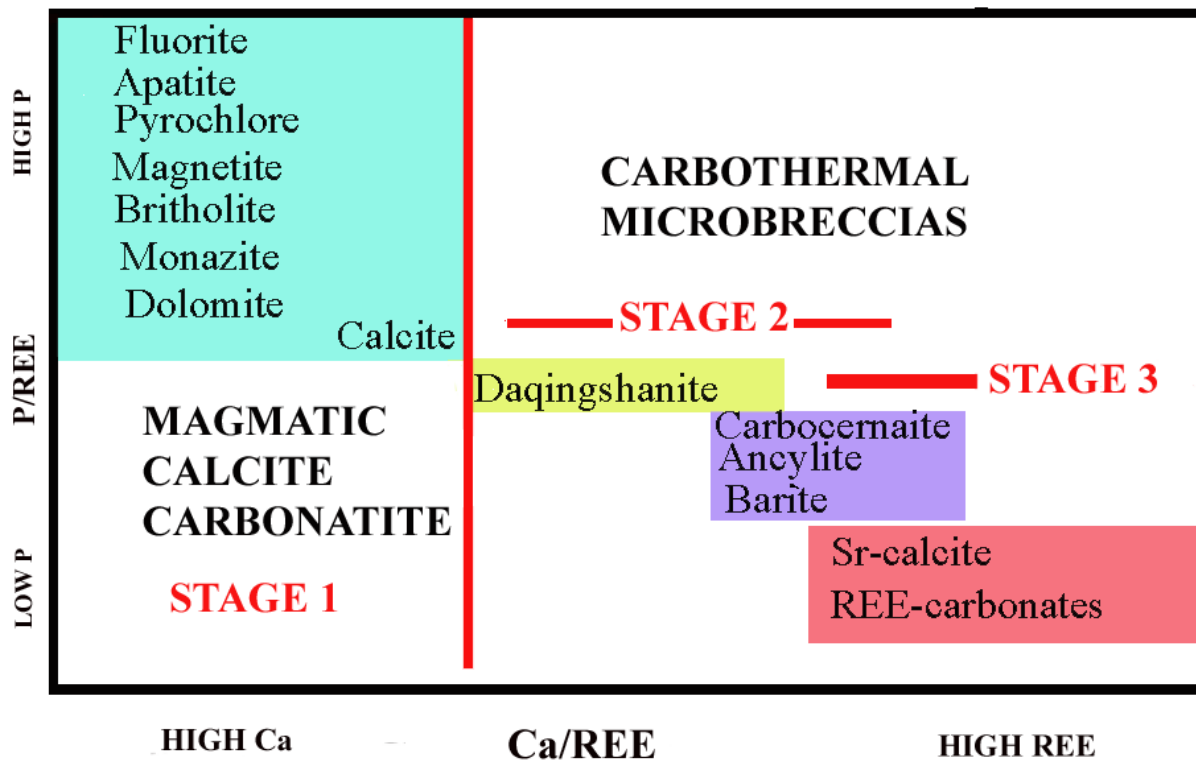 Fluorite
Apatite
Pyrochlore
Magnetite
Britholite
Monazite
Dolomite
Calcite
HIGH P
P/REE
LOW P
MAGMATIC
CALCITE
CARBONATITE
STAGE 1
CARBOTHERMAL
MICROBRECCIAS
STAGE 2
STAGE 3
Daqingshanite
Carbocernaite
Ancylite
Barite
Sr-calcite
REE-carbonates
HIGH Ca
Ca/REE
HIGH REE